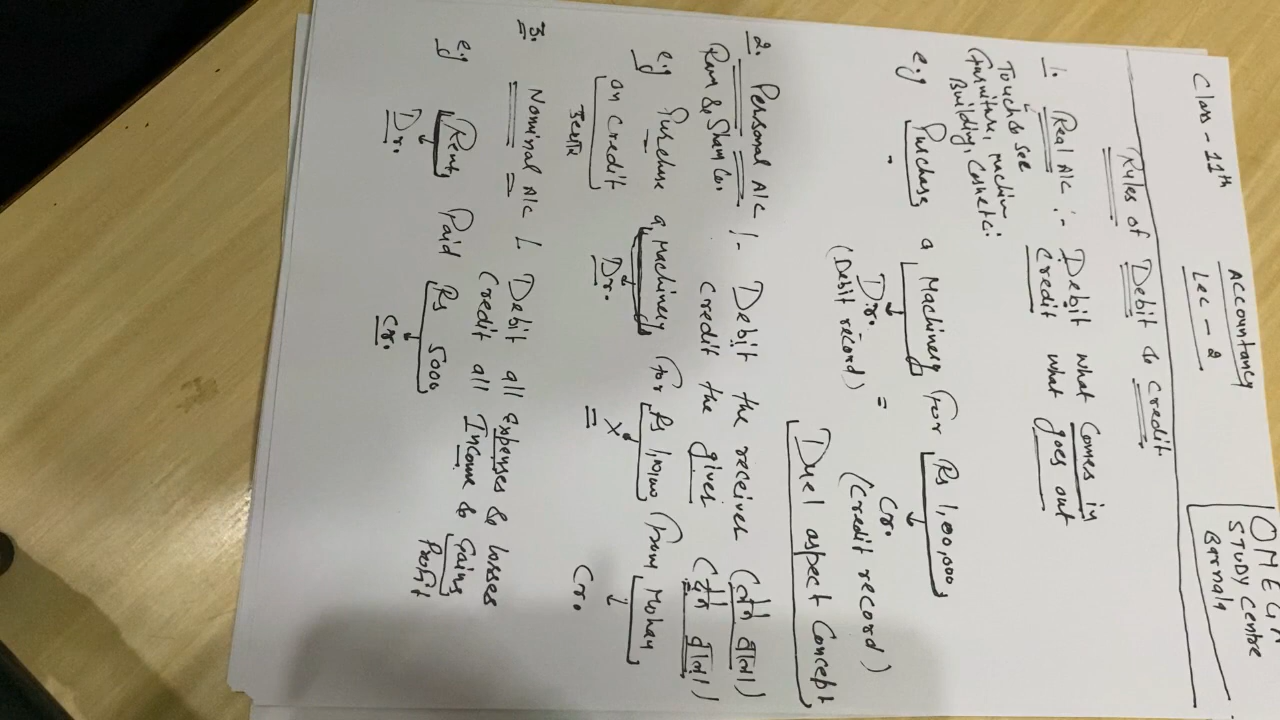 OMEGA
STUDY Centre
Barnala
Accountancy
Class - 11th
Lec - 2
Rules of Debit & Credit
1. Real A/c :- Debit what comes in
Credit what goes out
Touch & see
Furniture, machine
Building, Cash etc.
e.g Purchase a Machinery for Rs 1,00,000
Dr. = Cr.
(Debit record) (Credit record)
Duel aspect Concept
2. Personal A/c :- Debit the receiver (लेने वाला)
Ram & Sham Co. Credit the giver (देने वाला)
e.g Purchase a Machinery for Rs 1,00,000 from Mohan
on credit Dr. X Cr.
3. Nominal A/c :- Debit all Expenses & losses
Credit all Income & Gains
Profit
e.g Rent Paid Rs 5000
Dr. Cr.